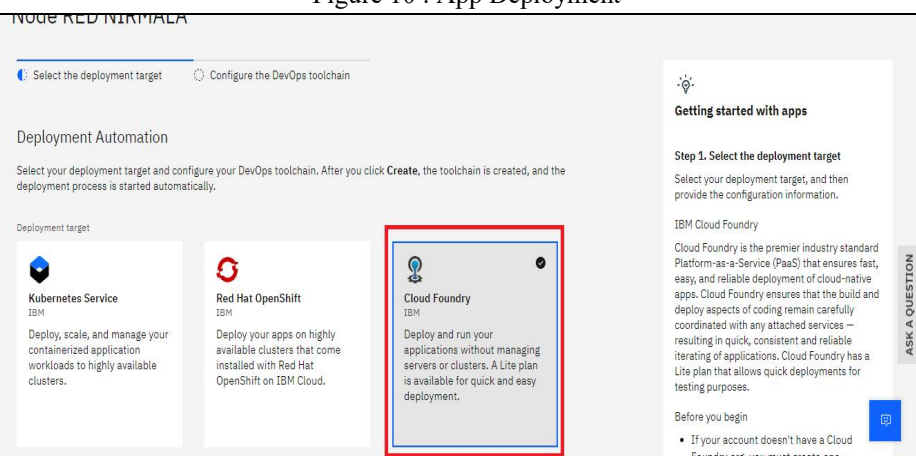 Figure 10 : App Deployment
Node RED NIRMALA
Select the deployment target
Configure the DevOps toolchain
Deployment Automation
Select your deployment target and configure your DevOps toolchain. After you click Create, the toolchain is created, and the
deployment process is started automatically.
Deployment target
Kubernetes Service
IBM
Deploy, scale, and manage your
containerized application
workloads to highly available
clusters.
Red Hat OpenShift
IBM
Deploy your apps on highly
available clusters that come
installed with Red Hat
OpenShift on IBM Cloud.
Cloud Foundry
IBM
Deploy and run your
applications without managing
servers or clusters. A Lite plan
is available for quick and easy
deployment.
Getting started with apps
Step 1. Select the deployment target
Select your deployment target, and then
provide the configuration information.
IBM Cloud Foundry
Cloud Foundry is the premier industry standard
Platform-as-a-Service (PaaS) that ensures fast,
easy, and reliable deployment of cloud-native
apps. Cloud Foundry ensures that the build and
deploy aspects of coding remain carefully
coordinated with any attached services —
resulting in quick, consistent and reliable
iterating of applications. Cloud Foundry has a
Lite plan that allows quick deployments for
testing purposes.
Before you begin
• If your account doesn't have a Cloud
Foundry org, you must create one
ASK A QUESTION